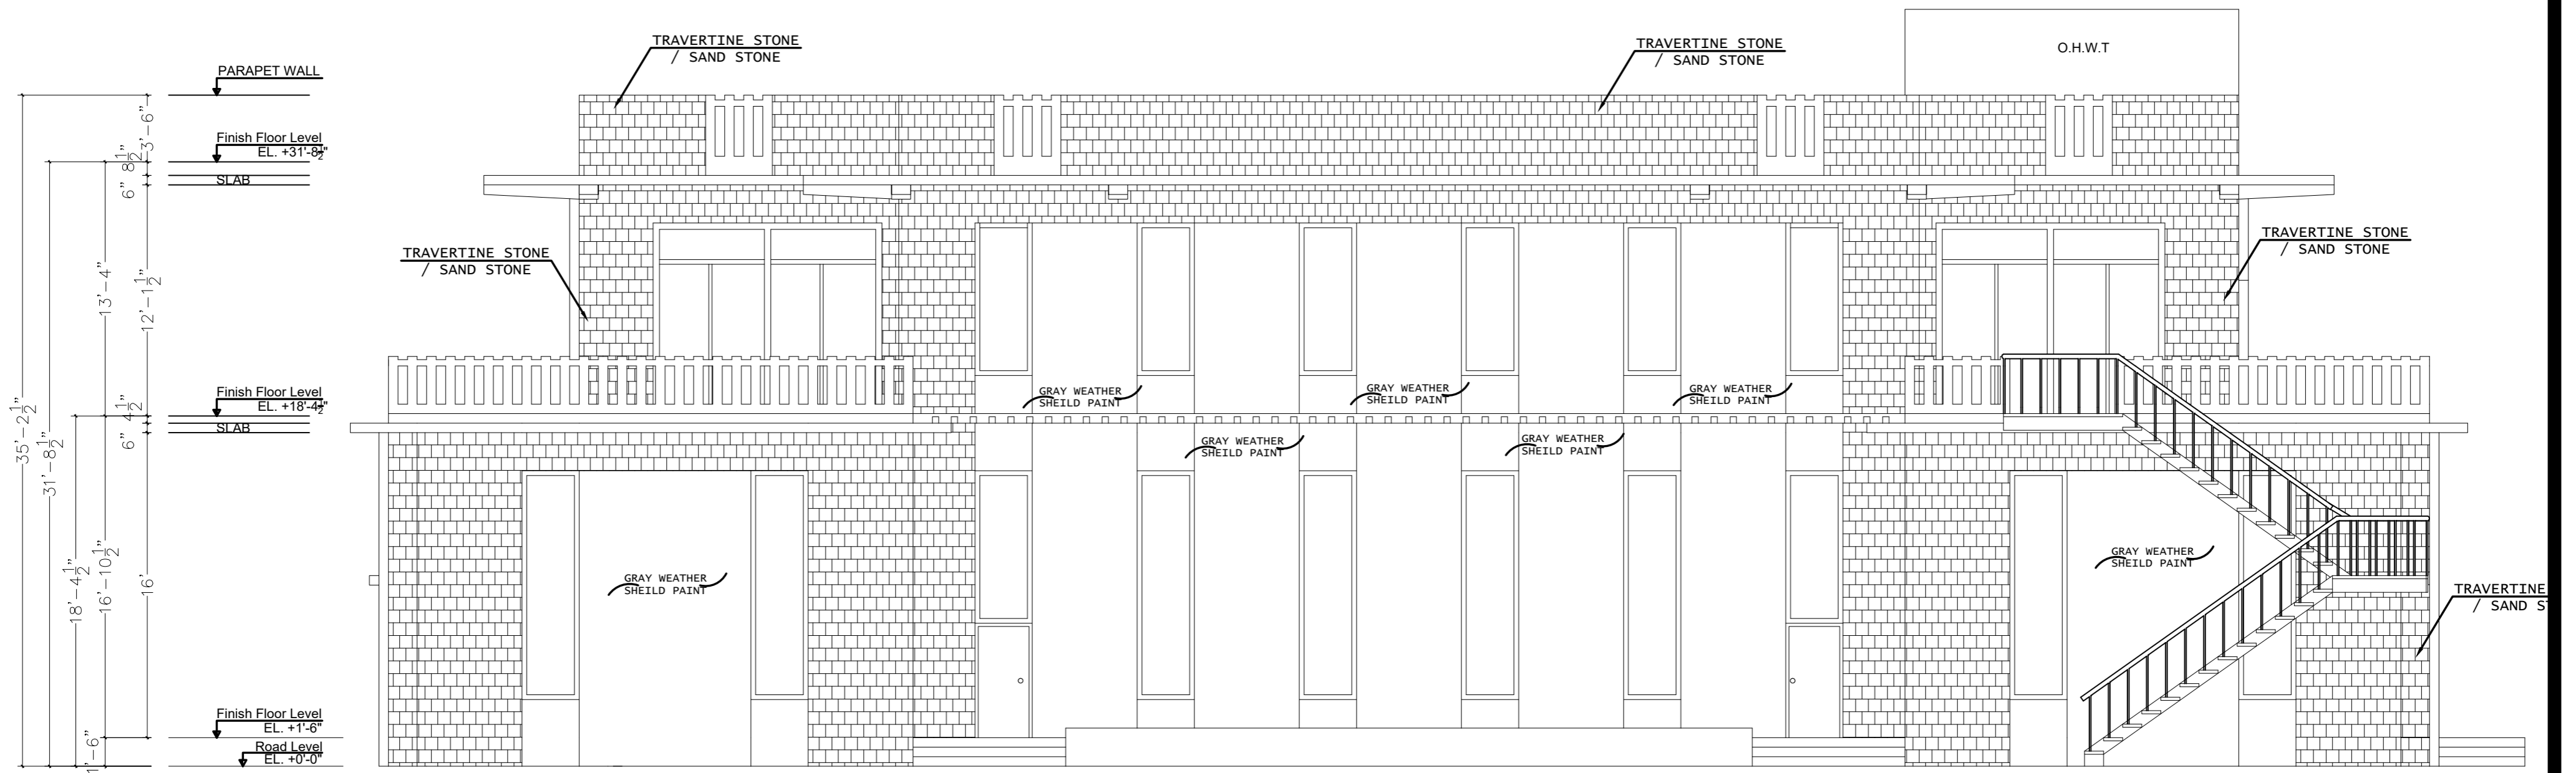 O.H.W.T
TRAVERTINE STONE
/ SAND STONE
TRAVERTINE STONE
/ SAND STONE
PARAPET WALL
3'-6"
Finish Floor Level
EL. +31'-8½"
8½"
6"
SLAB
TRAVERTINE STONE
/ SAND STONE
TRAVERTINE STONE
/ SAND STONE
13'-4"
12'-1½"
35'-2½"
31'-8½"
GRAY WEATHER
SHEILD PAINT
GRAY WEATHER
SHEILD PAINT
GRAY WEATHER
SHEILD PAINT
Finish Floor Level
EL. +18'-4½"
4½"
6"
SLAB
GRAY WEATHER
SHEILD PAINT
GRAY WEATHER
SHEILD PAINT
18'-4½"
16'-10½"
16'
GRAY WEATHER
SHEILD PAINT
GRAY WEATHER
SHEILD PAINT
TRAVERTINE
/ SAND S
Finish Floor Level
EL. +1'-6"
Road Level
EL. +0'-0"
1'-6"